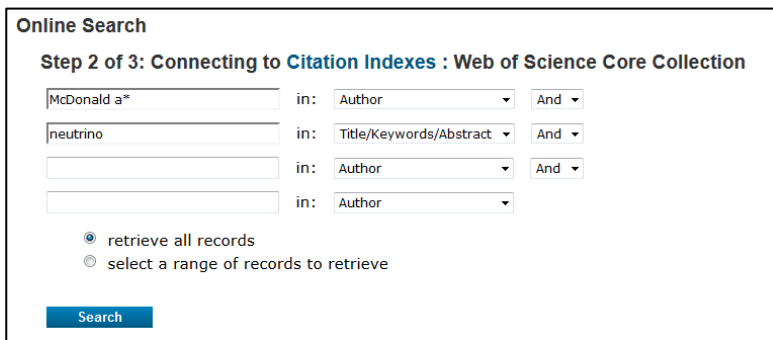 Online Search
Step 2 of 3: Connecting to Citation Indexes : Web of Science Core Collection
McDonald a* in: Author And
neutrino in: Title/Keywords/Abstract And
in: Author And
in: Author
retrieve all records
select a range of records to retrieve
Search